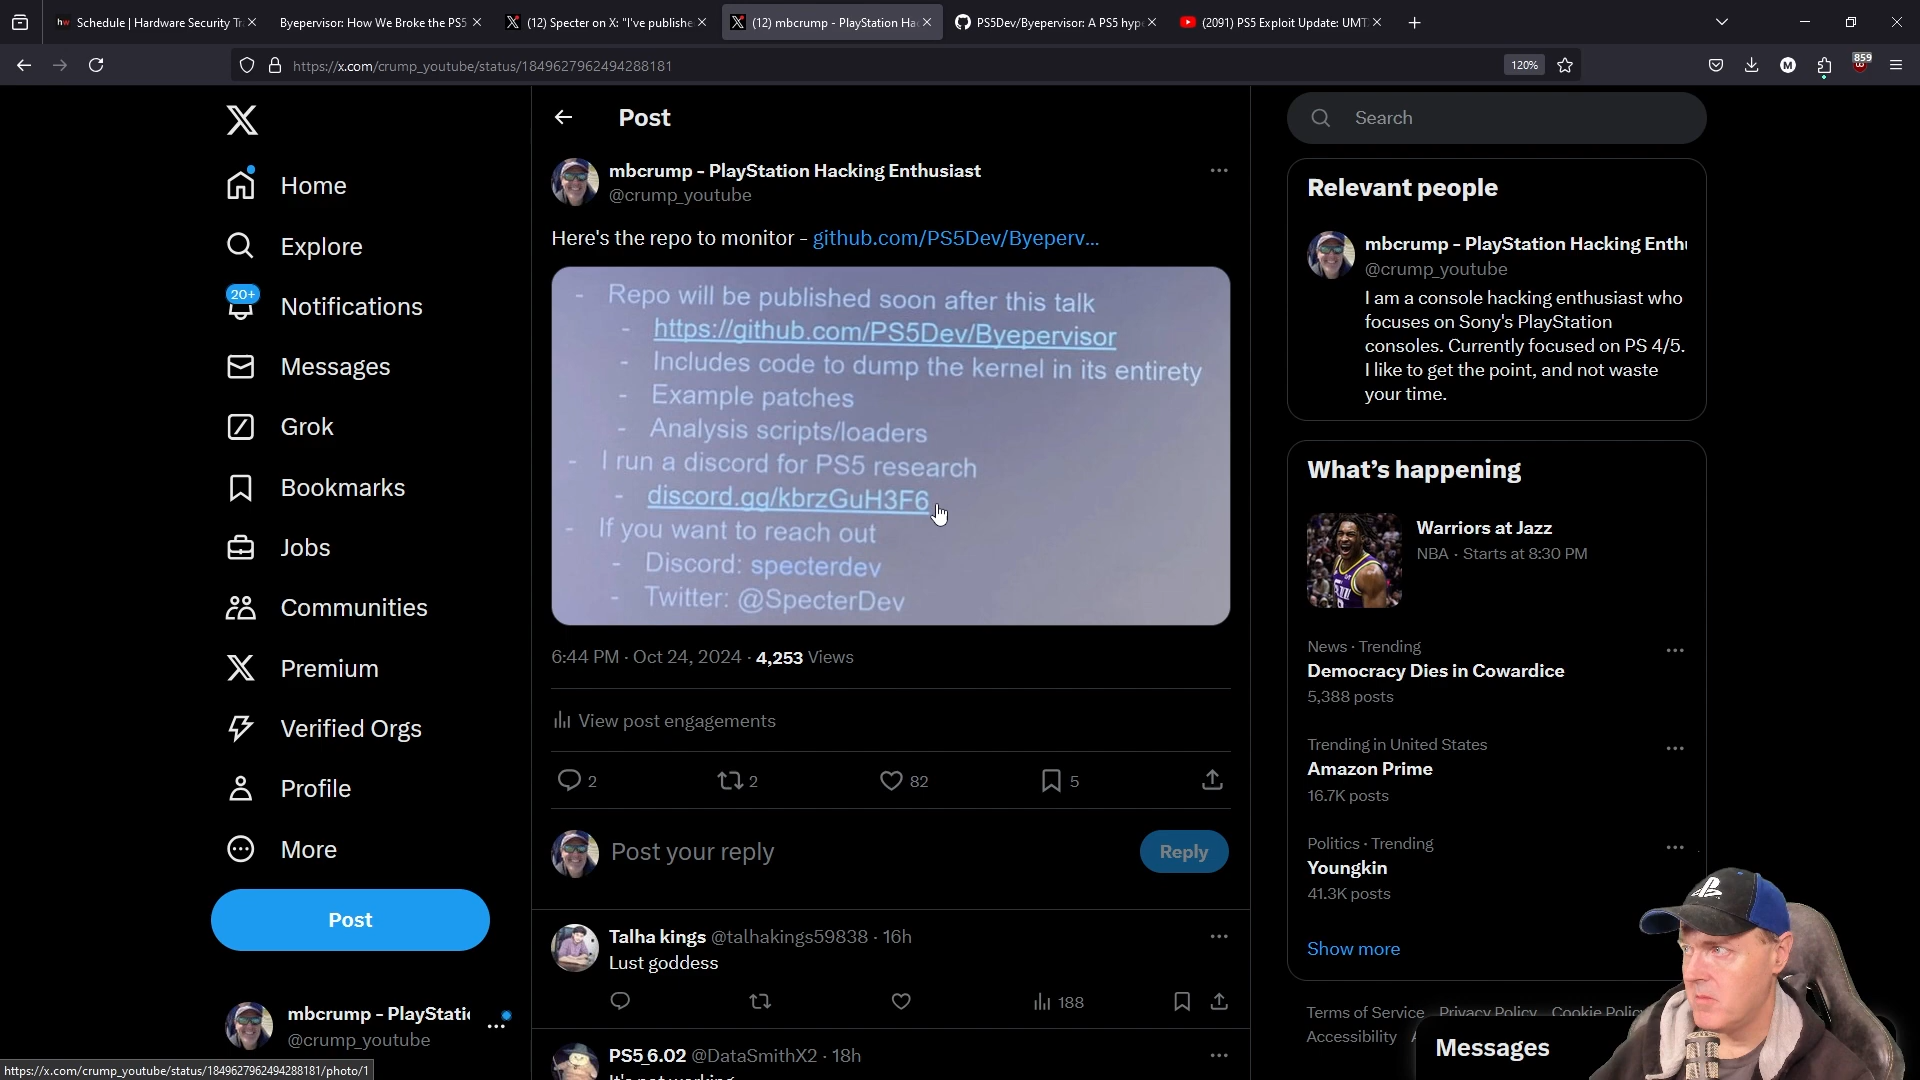 Schedule | Hardware Security Tr
Byepervisor: How We Broke the PS5
(12) Specter on X: "I've publishe
(12) mbcrump - PlayStation Ha
PS5Dev/Byepervisor: A PS5 hyp
(2091) PS5 Exploit Update: UMT
https://x.com/crump_youtube/status/1849627962494288181
120%
859
Home
Explore
20+
Notifications
Messages
Grok
Bookmarks
Jobs
Communities
Premium
Verified Orgs
Profile
More
Post
mbcrump - PlayStatio
@crump_youtube
https://x.com/crump_youtube/status/1849627962494288181/photo/1
Post
mbcrump - PlayStation Hacking Enthusiast
@crump_youtube
Here's the repo to monitor - github.com/PS5Dev/Byeperv...
- Repo will be published soon after this talk
- https://github.com/PS5Dev/Byepervisor
- Includes code to dump the kernel in its entirety
- Example patches
- Analysis scripts/loaders
- I run a discord for PS5 research
- discord.gg/kbrzGuH3F6
- If you want to reach out
- Discord: specterdev
- Twitter: @SpecterDev
6:44 PM · Oct 24, 2024 · 4,253 Views
View post engagements
2 2 82 5
Post your reply
Reply
Talha kings @talhakings59838 · 16h
Lust goddess
188
PS5 6.02 @DataSmithX2 · 18h
Search
Relevant people
mbcrump - PlayStation Hacking Enthu
@crump_youtube
I am a console hacking enthusiast who
focuses on Sony's PlayStation
consoles. Currently focused on PS 4/5.
I like to get the point, and not waste
your time.
What's happening
Warriors at Jazz
NBA · Starts at 8:30 PM
News · Trending
Democracy Dies in Cowardice
5,388 posts
Trending in United States
Amazon Prime
16.7K posts
Politics · Trending
Youngkin
41.3K posts
Show more
Terms of Service Privacy Policy Cookie Polic
Accessibility
Messages